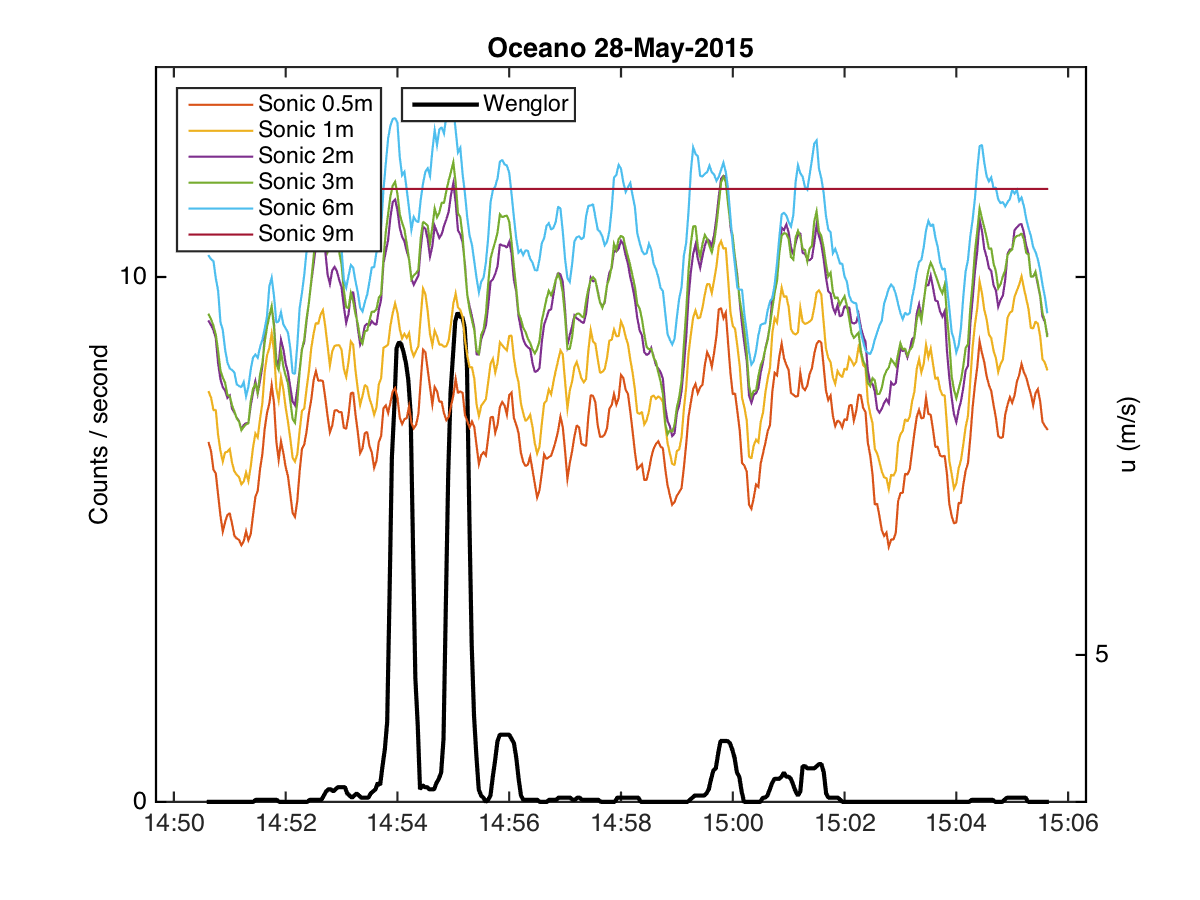 Oceano 28-May-2015
Sonic 0.5m
Sonic 1m
Sonic 2m
Sonic 3m
Sonic 6m
Sonic 9m
Wenglor
10
0
Counts / second
5
u (m/s)
14:50 14:52 14:54 14:56 14:58 15:00 15:02 15:04 15:06